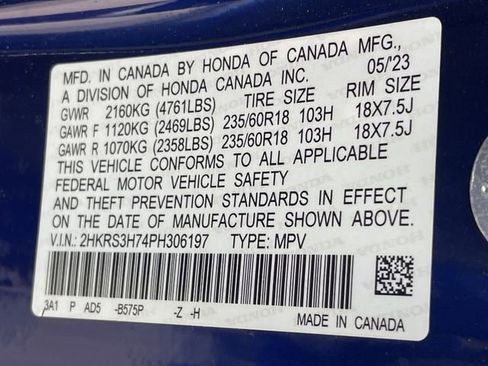 MFD. IN CANADA BY HONDA OF CANADA MFG.,
A DIVISION OF HONDA CANADA INC. 05/'23
GVWR 2160KG (4761LBS) TIRE SIZE RIM SIZE
GAWR F 1120KG (2469LBS) 235/60R18 103H 18X7.5J
GAWR R 1070KG (2358LBS) 235/60R18 103H 18X7.5J
THIS VEHICLE CONFORMS TO ALL APPLICABLE
FEDERAL MOTOR VEHICLE SAFETY
AND THEFT PREVENTION STANDARDS IN EFFECT
ON THE DATE OF MANUFACTURE SHOWN ABOVE.
V.I.N.: 2HKRS3H74PH306197 TYPE: MPV
3A1 P AD5 -B575P -Z -H
MADE IN CANADA